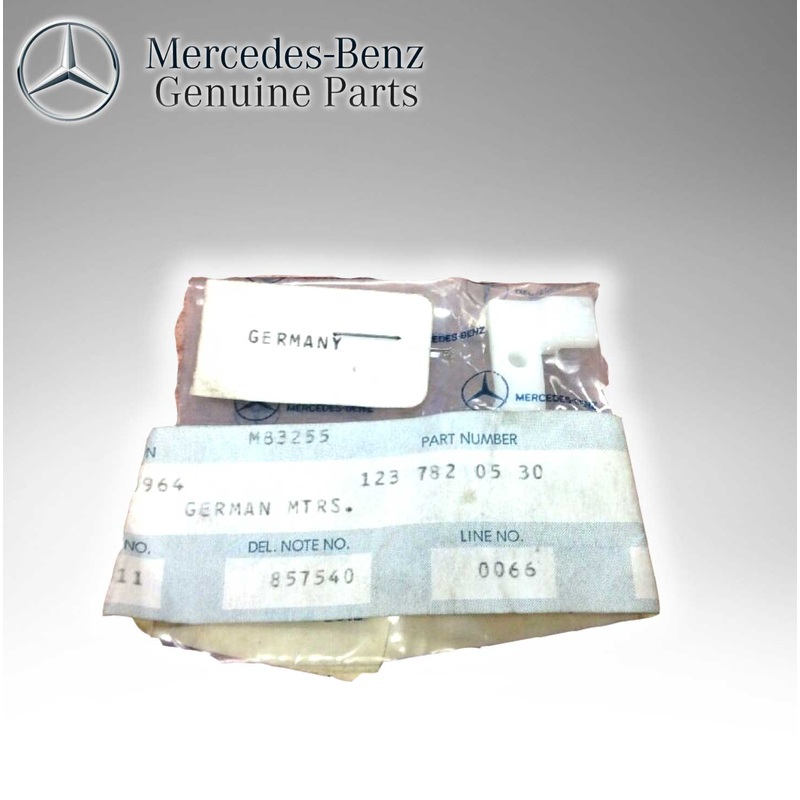 Mercedes-Benz
Genuine Parts
GERMANY
MERCEDES-BENZ
MERCEDES-BENZ
M83255
PART NUMBER
964
123 782 05 30
GERMAN MTRS.
NO.
DEL. NOTE NO.
LINE NO.
11
857540
0066